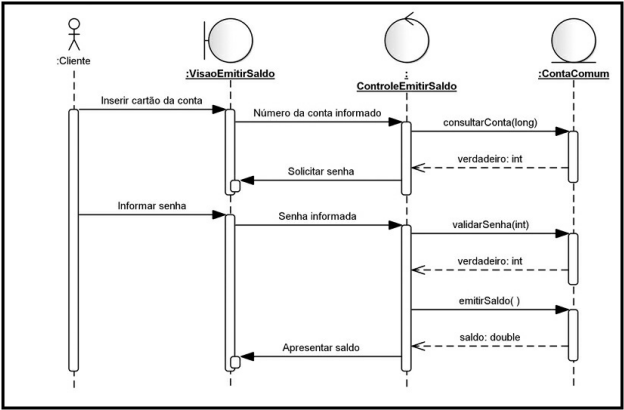 :Cliente
:VisaoEmitirSaldo
:
ControleEmitirSaldo
:ContaComum
Inserir cartão da conta
Número da conta informado
consultarConta(long)
verdadeiro: int
Solicitar senha
Informar senha
Senha informada
validarSenha(int)
verdadeiro: int
emitirSaldo( )
saldo: double
Apresentar saldo